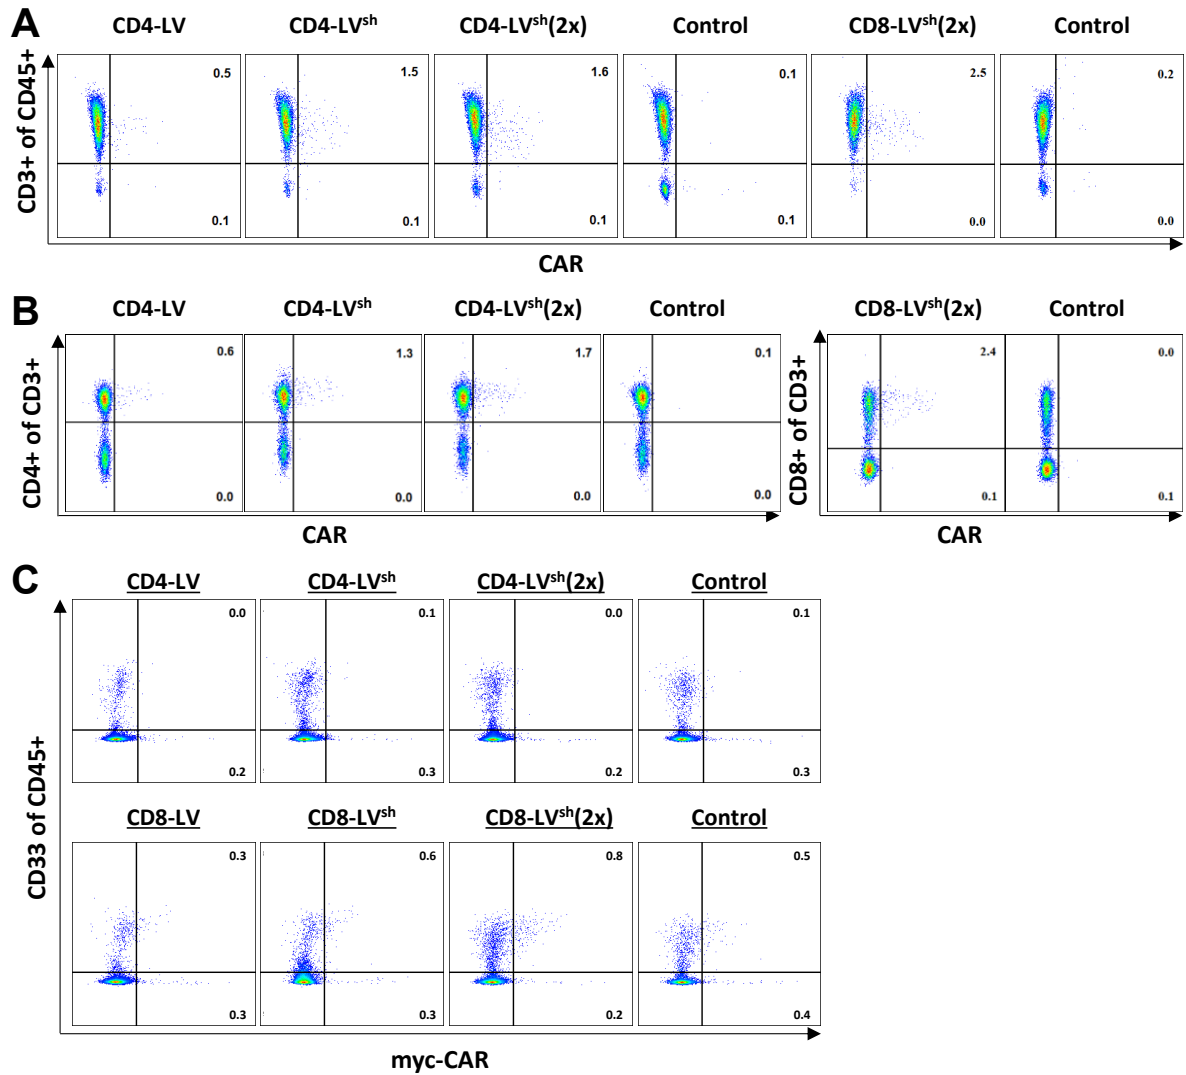 A
CD4-LV CD4-LVsh CD4-LVsh(2x) Control CD8-LVsh(2x) Control
CD3+ of CD45+
0.5 1.5 1.6 0.1 2.5 0.2
0.1 0.1 0.1 0.1 0.0 0.0
CAR
B
CD4-LV CD4-LVsh CD4-LVsh(2x) Control CD8-LVsh(2x) Control
CD4+ of CD3+
0.6 1.3 1.7 0.1
0.0 0.0 0.0 0.0
CAR
CD8+ of CD3+
2.4 0.0
0.1 0.1
CAR
C
CD4-LV CD4-LVsh CD4-LVsh(2x) Control
CD33 of CD45+
0.0 0.1 0.0 0.1
0.2 0.3 0.2 0.3
CD8-LV CD8-LVsh CD8-LVsh(2x) Control
0.3 0.6 0.8 0.5
0.3 0.3 0.2 0.4
myc-CAR